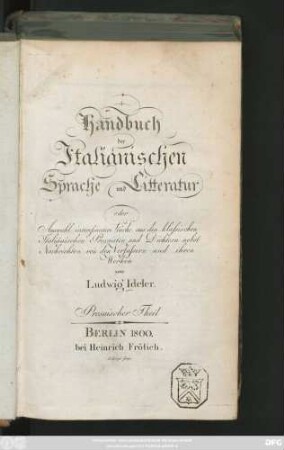 Handbuch
der
Italiänischen
Sprache und Litteratur
oder
Auswahl interessanter Stücke aus den klassischen
Italiänischen Prosaisten und Dichtern nebst
Nachrichten von den Verfassern und ihren
Werken
von
Ludwig Ideler.
Prosaischer Theil
BERLIN 1800,
bei Heinrich Frölich.